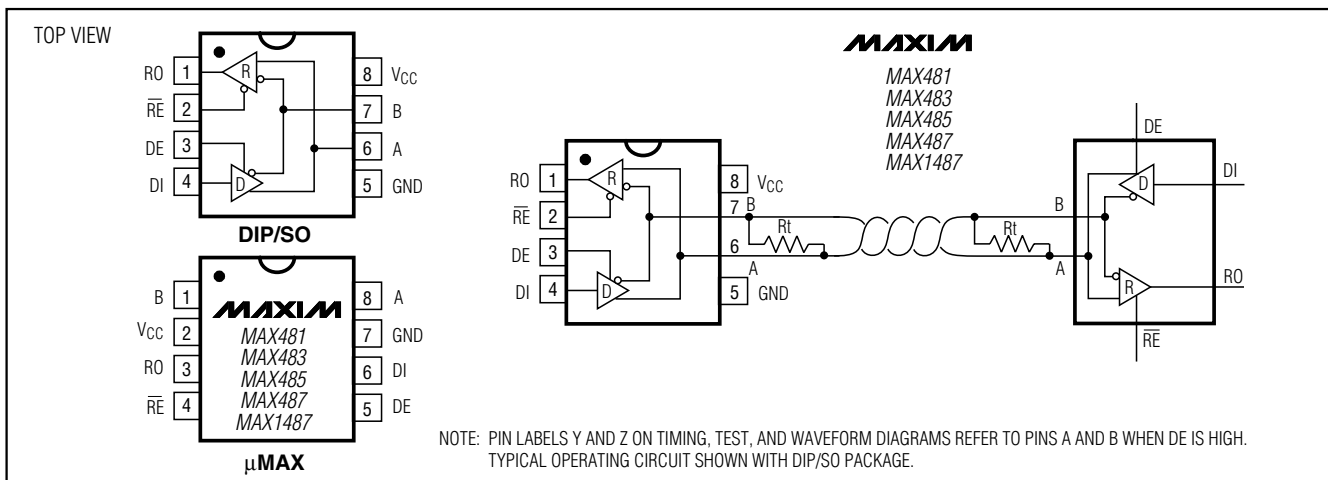 TOP VIEW
RO 1
R̅E̅ 2
DE 3
DI 4
R
D
8 VCC
7 B
6 A
5 GND
DIP/SO
B 1
VCC 2
RO 3
R̅E̅ 4
MAXIM
MAX481
MAX483
MAX485
MAX487
MAX1487
8 A
7 GND
6 DI
5 DE
µMAX
MAXIM
MAX481
MAX483
MAX485
MAX487
MAX1487
RO 1
R̅E̅ 2
DE 3
DI 4
R
D
8 VCC
7 B
6 A
5 GND
Rt
Rt
B
A
DE
D
DI
R
RO
R̅E̅
NOTE: PIN LABELS Y AND Z ON TIMING, TEST, AND WAVEFORM DIAGRAMS REFER TO PINS A AND B WHEN DE IS HIGH.
TYPICAL OPERATING CIRCUIT SHOWN WITH DIP/SO PACKAGE.